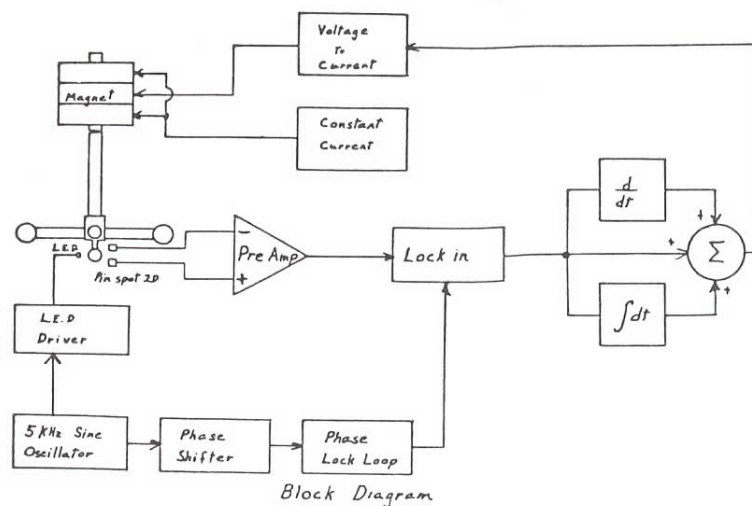 Voltage
To
Current
Magnet
Constant
Current
d
dt
L.E.D.
−
Pre Amp
+
Pin spot 2D
Lock in
+
+
Σ
+
∫dt
L.E.D
Driver
5 KHz Sine
Oscillator
Phase
Shifter
Phase
Lock Loop
Block Diagram